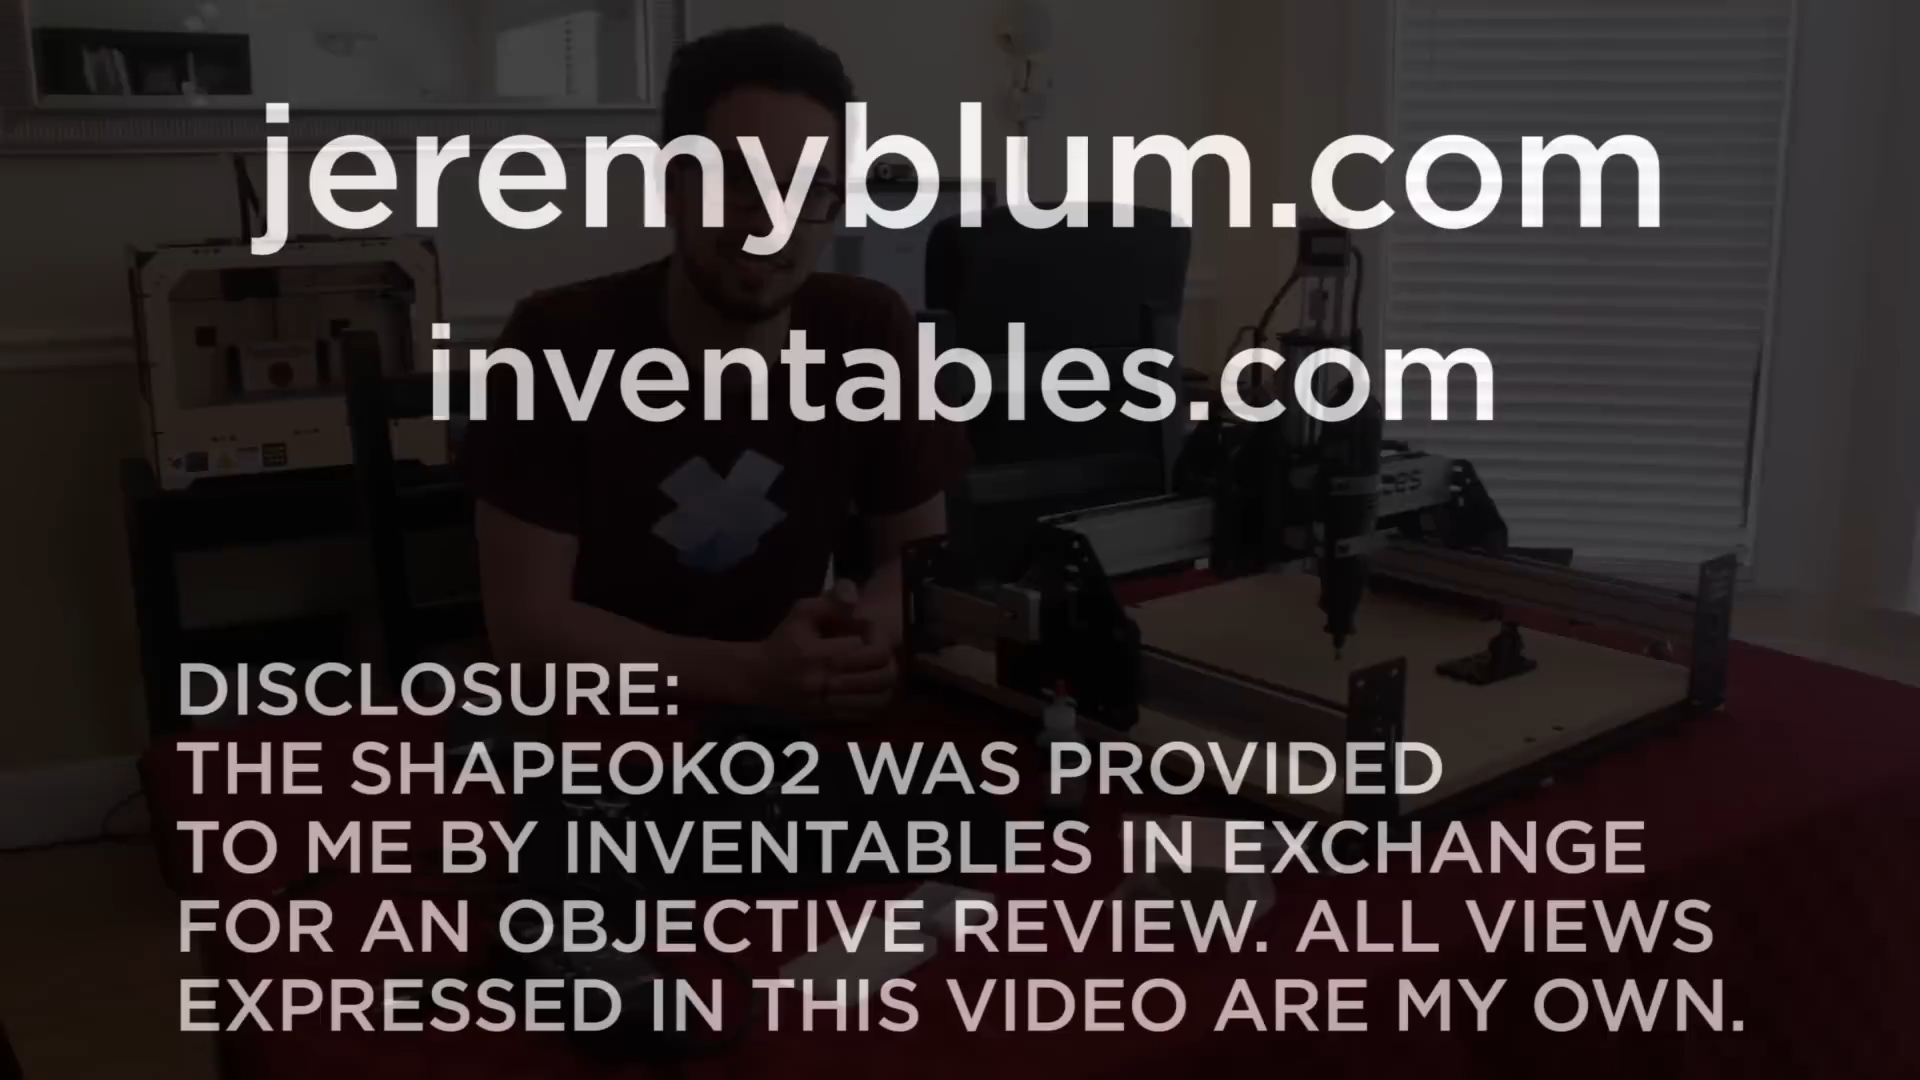 jeremyblum.com
inventables.com
DISCLOSURE:
THE SHAPEOKO2 WAS PROVIDED
TO ME BY INVENTABLES IN EXCHANGE
FOR AN OBJECTIVE REVIEW. ALL VIEWS
EXPRESSED IN THIS VIDEO ARE MY OWN.